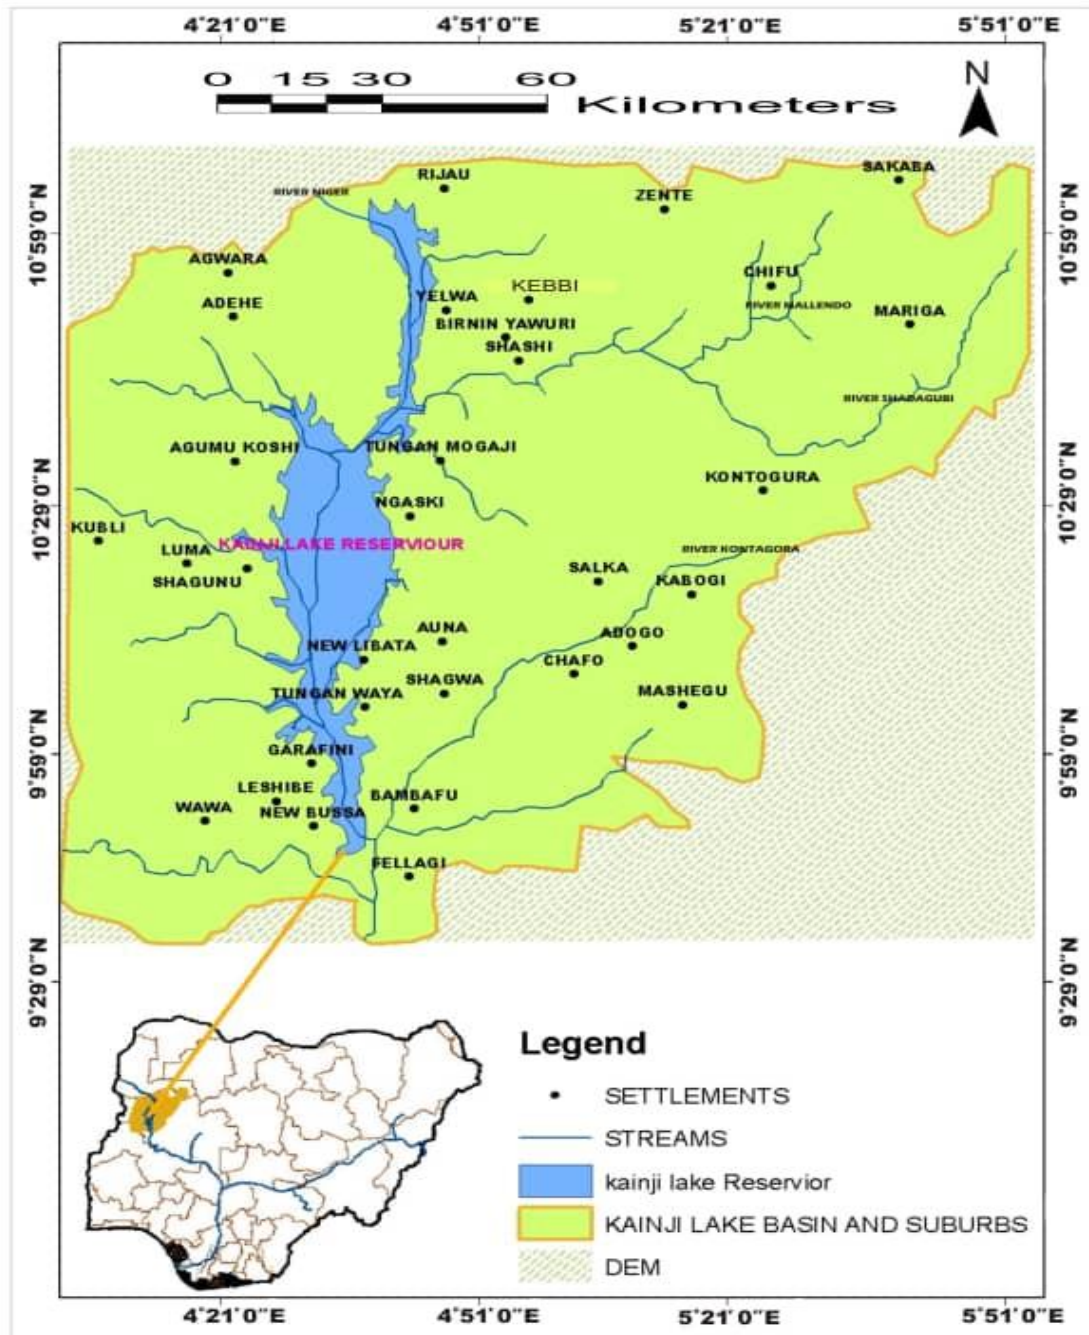 4°21'0"E 4°51'0"E 5°21'0"E 5°51'0"E
0 15 30 60
Kilometers
N
SAKABA
RIJAU
RIVER NIGER
ZENTE
10°59'0"N 10°59'0"N
AGWARA
CHIFU
KEBBI
YELWA
ADEHE
RIVER MALLENDO
MARIGA
BIRNIN YAWURI
SHASHI
RIVER SHADAGUBI
AGUMU KOSHI
TUNGAN MOGAJI
KONTOGURA
10°29'0"N 10°29'0"N
NGASKI
KUBLI
KAINJI LAKE RESERVIOUR
LUMA
RIVER KONTAGORA
SHAGUNU
SALKA
KABOGI
AUNA
ADOGO
NEW LIBATA
CHAFO
SHAGWA
TUNGAN WAYA
MASHEGU
9°59'0"N 9°59'0"N
GARAFINI
LESHIBE
BAMBAFU
WAWA
NEW BUSSA
FELLAGI
9°29'0"N 9°29'0"N
Legend
SETTLEMENTS
STREAMS
kainji lake Reservior
KAINJI LAKE BASIN AND SUBURBS
DEM
4°21'0"E 4°51'0"E 5°21'0"E 5°51'0"E